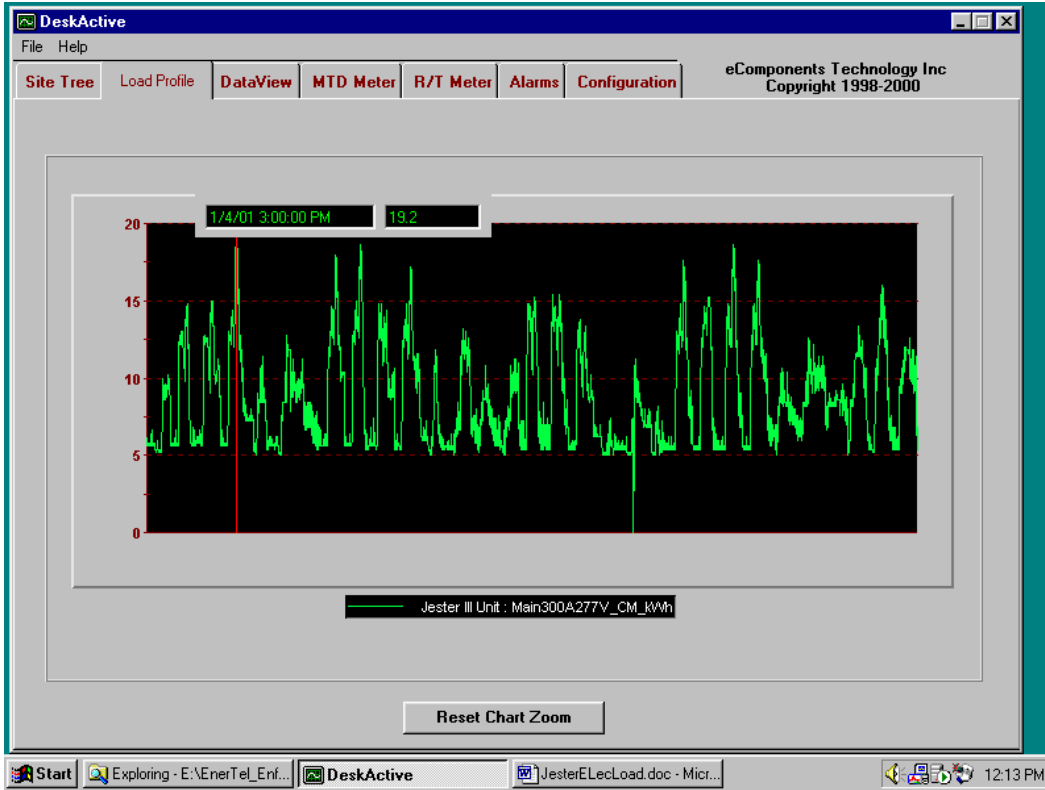 DeskActive
File Help
Site Tree Load Profile DataView MTD Meter R/T Meter Alarms Configuration
eComponents Technology Inc
Copyright 1998-2000
1/4/01 3:00:00 PM 19.2
20
15
10
5
0
Jester III Unit : Main300A277V_CM_kWh
Reset Chart Zoom
Start Exploring - E:\EnerTel_Enf... DeskActive JesterELecLoad.doc - Micr... 12:13 PM